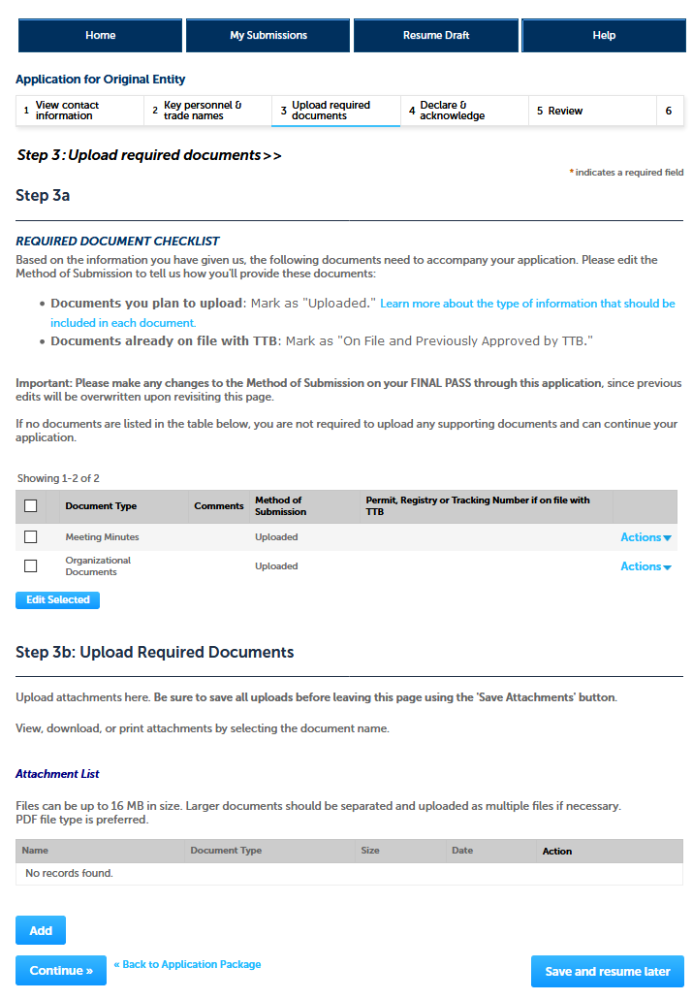 Home My Submissions Resume Draft Help
Application for Original Entity
1 View contact information 2 Key personnel & trade names 3 Upload required documents 4 Declare & acknowledge 5 Review 6
Step 3: Upload required documents>>
* indicates a required field
Step 3a
REQUIRED DOCUMENT CHECKLIST
Based on the information you have given us, the following documents need to accompany your application. Please edit the
Method of Submission to tell us how you'll provide these documents:
• Documents you plan to upload: Mark as "Uploaded." Learn more about the type of information that should be
included in each document.
• Documents already on file with TTB: Mark as "On File and Previously Approved by TTB."
Important: Please make any changes to the Method of Submission on your FINAL PASS through this application, since previous
edits will be overwritten upon revisiting this page.
If no documents are listed in the table below, you are not required to upload any supporting documents and can continue your
application.
Showing 1-2 of 2
Document Type Comments Method of Submission Permit, Registry or Tracking Number if on file with TTB
Meeting Minutes Uploaded Actions▼
Organizational Documents Uploaded Actions▼
Edit Selected
Step 3b: Upload Required Documents
Upload attachments here. Be sure to save all uploads before leaving this page using the 'Save Attachments' button.
View, download, or print attachments by selecting the document name.
Attachment List
Files can be up to 16 MB in size. Larger documents should be separated and uploaded as multiple files if necessary.
PDF file type is preferred.
Name Document Type Size Date Action
No records found.
Add
Continue » « Back to Application Package Save and resume later